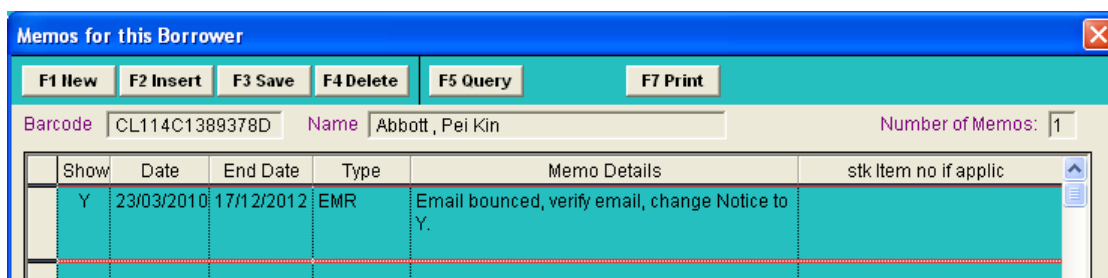 Memos for this Borrower
F1 New F2 Insert F3 Save F4 Delete F5 Query F7 Print
Barcode CL114C1389378D Name Abbott , Pei Kin Number of Memos: 1
Show Date End Date Type Memo Details stk Item no if applic
Y 23/03/2010 17/12/2012 EMR Email bounced, verify email, change Notice to
Y.